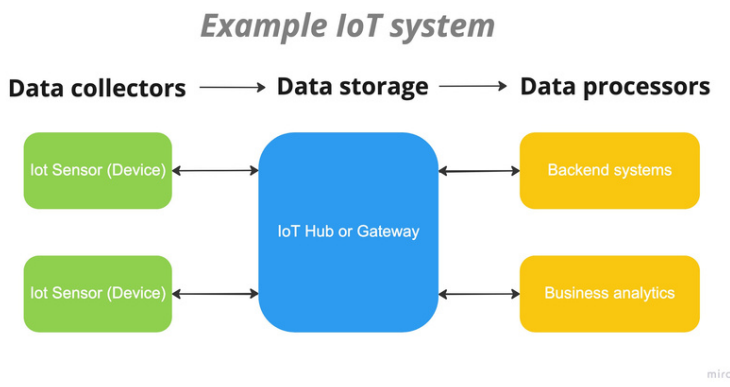 Example IoT system
Data collectors
Data storage
Data processors
Iot Sensor (Device)
Backend systems
IoT Hub or Gateway
Iot Sensor (Device)
Business analytics
mirc